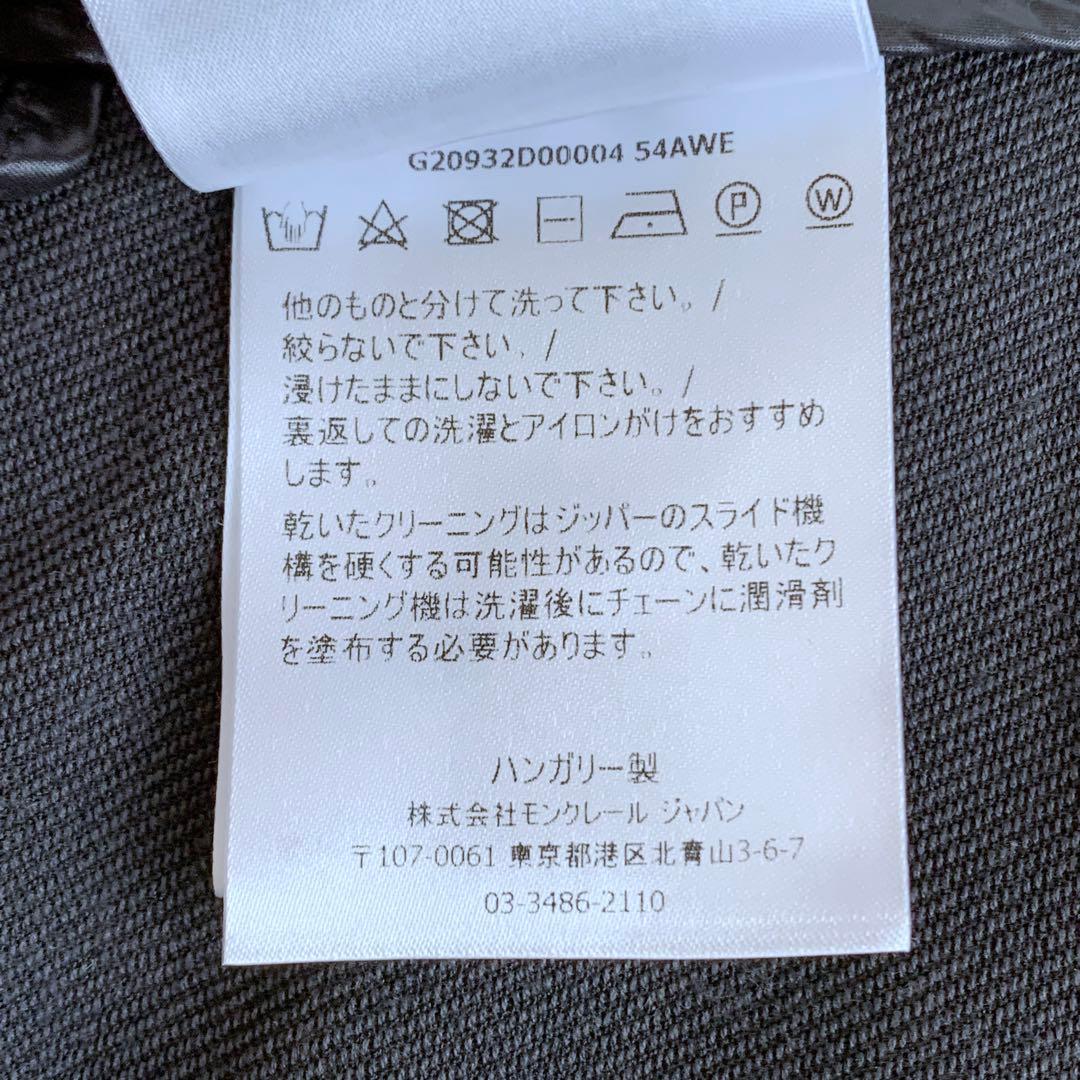 G20932D00004 54AWE
P W
他のものと分けて洗って下さい。/
絞らないで下さい。/
浸けたままにしないで下さい。/
裏返しての洗濯とアイロンがけをおすすめ
します。
乾いたクリーニングはジッパーのスライド機
構を硬くする可能性があるので、乾いたク
リーニング機は洗濯後にチェーンに潤滑剤
を塗布する必要があります。
ハンガリー製
株式会社モンクレール ジャパン
〒107-0061 東京都港区北青山3-6-7
03-3486-2110